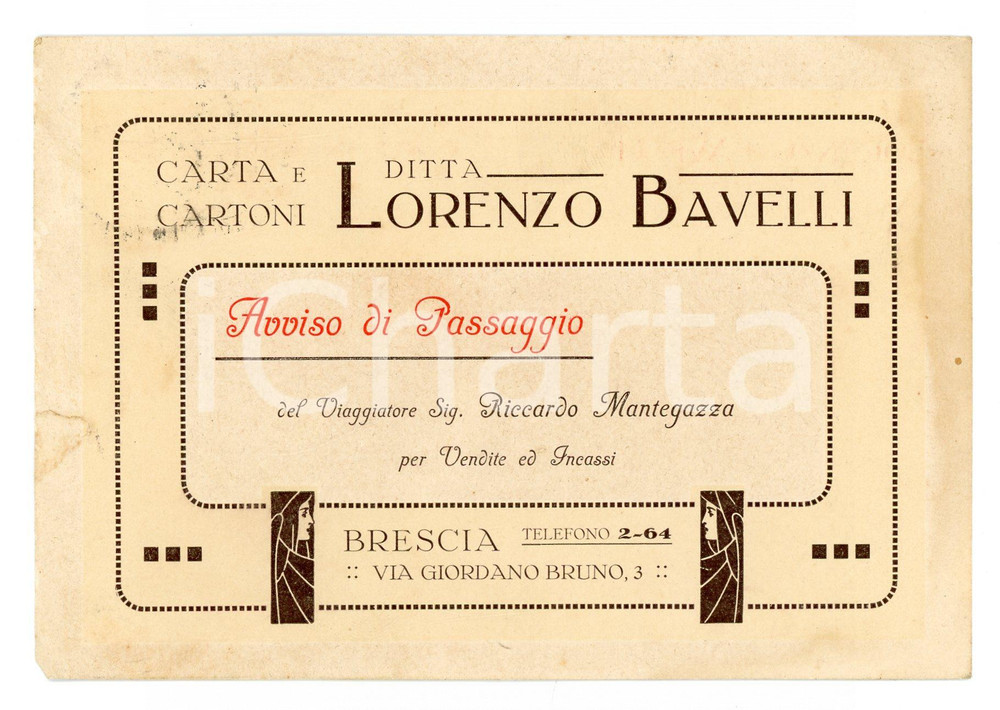 CARTA E
CARTONI
DITTA
LORENZO BAVELLI
Avviso di Passaggio
del Viaggiatore Sig. Riccardo Mantegazza
per Vendite ed Incassi
BRESCIA TELEFONO 2-64
:: VIA GIORDANO BRUNO, 3 ::
iCharta